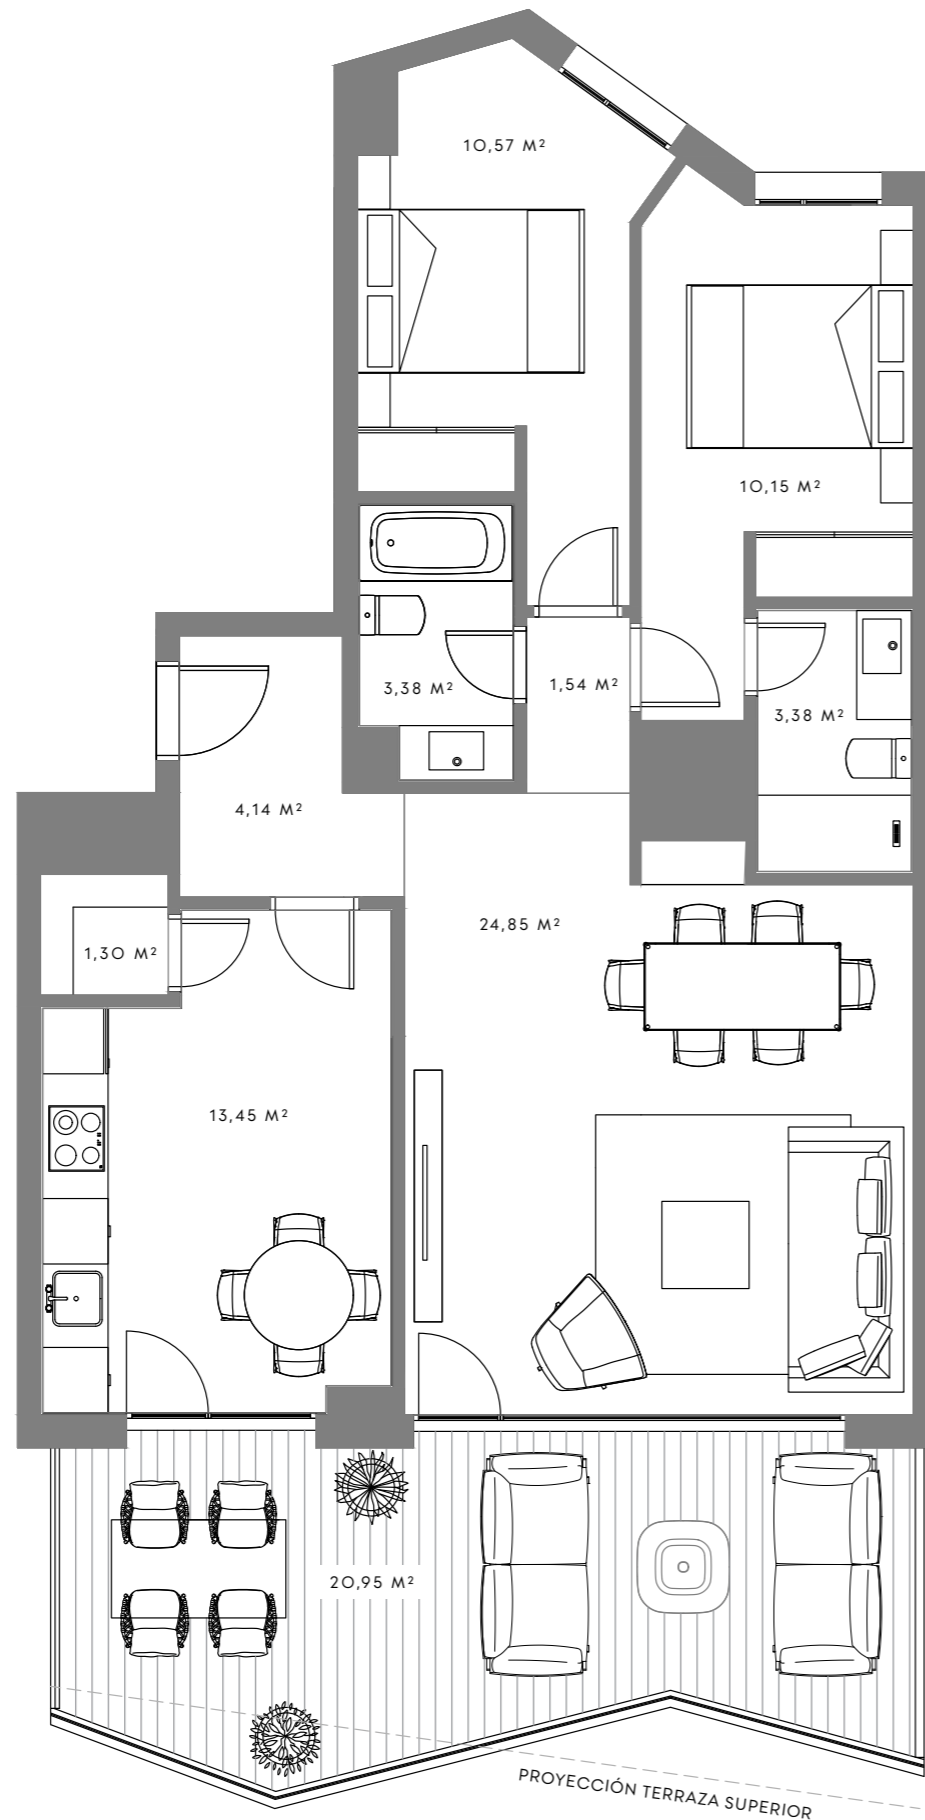 10,57 M²
10,15 M²
3,38 M²
1,54 M²
3,38 M²
4,14 M²
24,85 M²
1,30 M²
13,45 M²
20,95 M²
PROYECCIÓN TERRAZA SUPERIOR